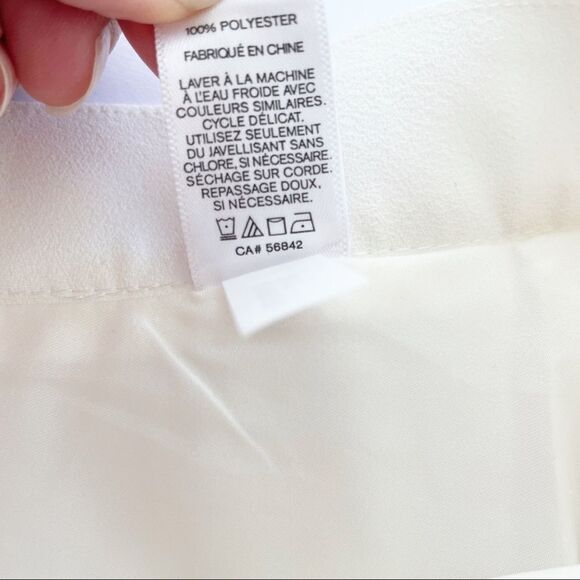 100% POLYESTER
FABRIQUÉ EN CHINE
LAVER À LA MACHINE
À L'EAU FROIDE AVEC
COULEURS SIMILAIRES.
CYCLE DÉLICAT.
UTILISEZ SEULEMENT
DU JAVELLISANT SANS
CHLORE, SI NÉCESSAIRE.
SÉCHAGE SUR CORDE.
REPASSAGE DOUX,
SI NÉCESSAIRE.
CA# 56842